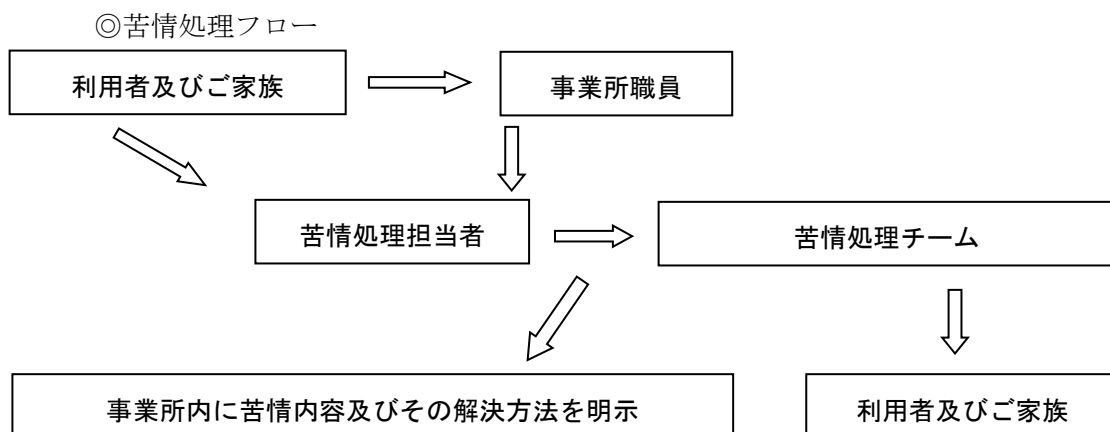 ◎苦情処理フロー
利用者及びご家族
事業所職員
苦情処理担当者
苦情処理チーム
事業所内に苦情内容及びその解決方法を明示
利用者及びご家族